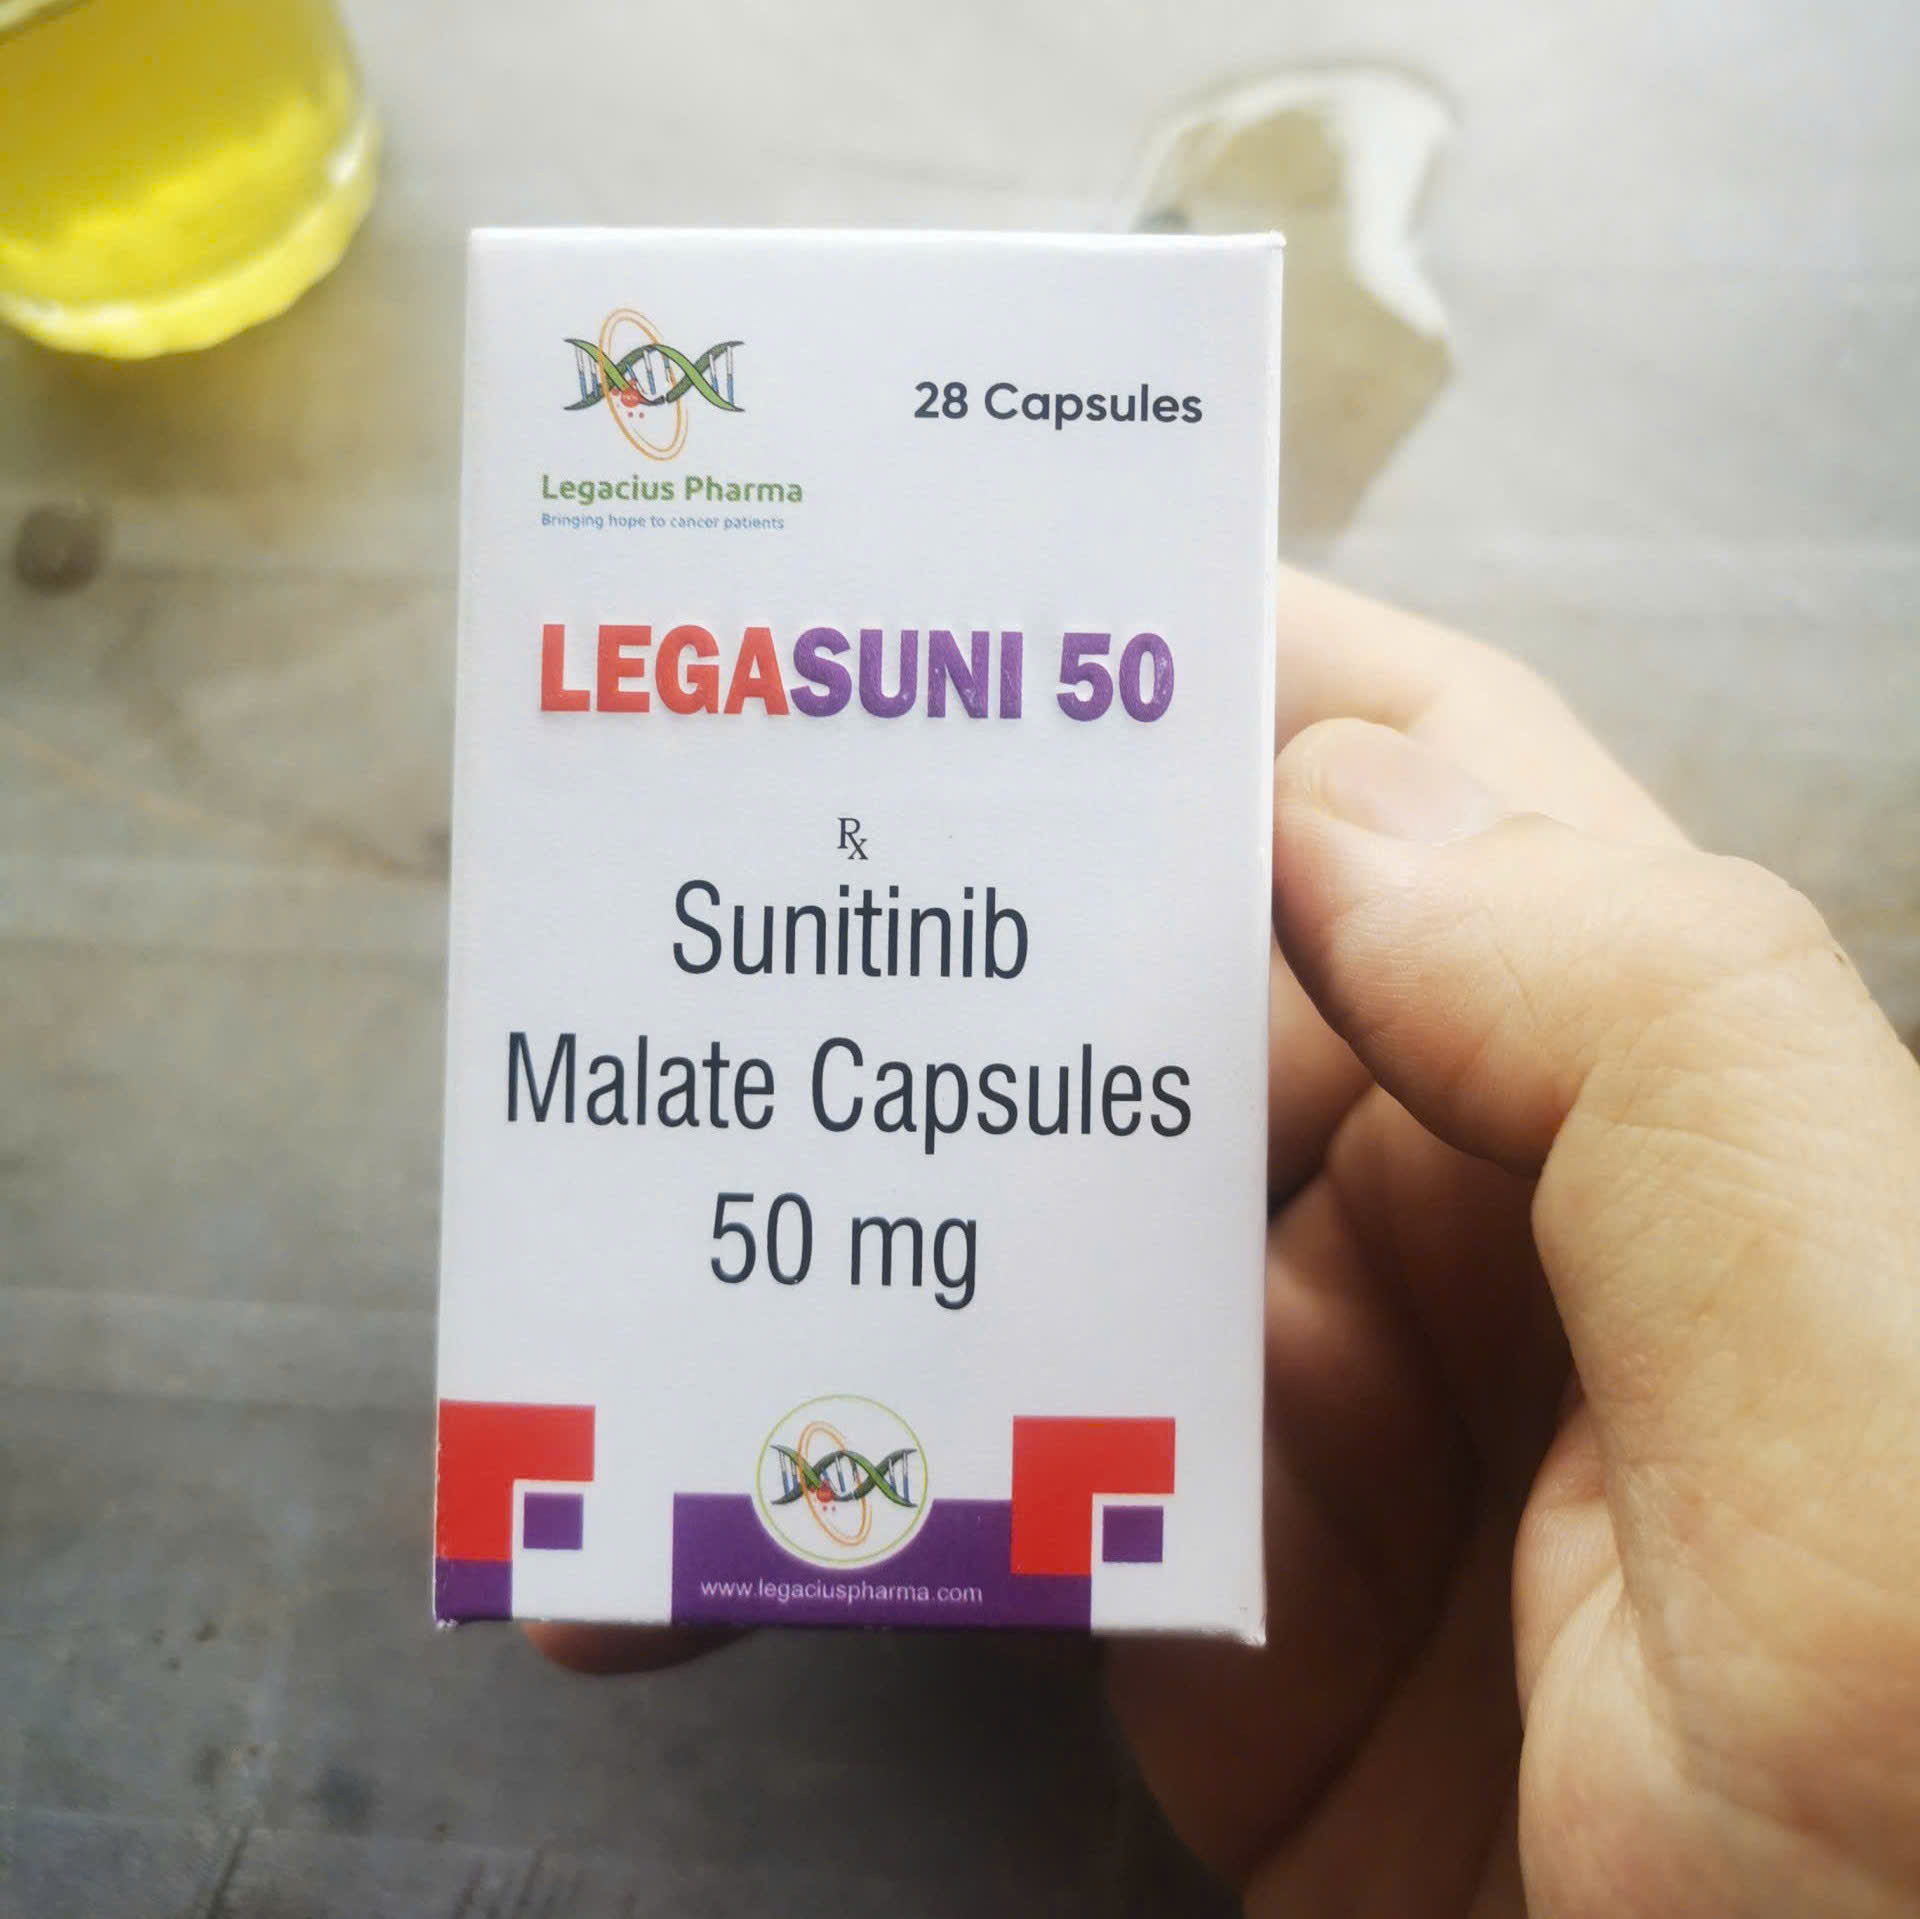 28 Capsules
Legacius Pharma
Bringing hope to cancer patients
LEGASUNI 50
Rx
Sunitinib
Malate Capsules
50 mg
www.legaciuspharma.com